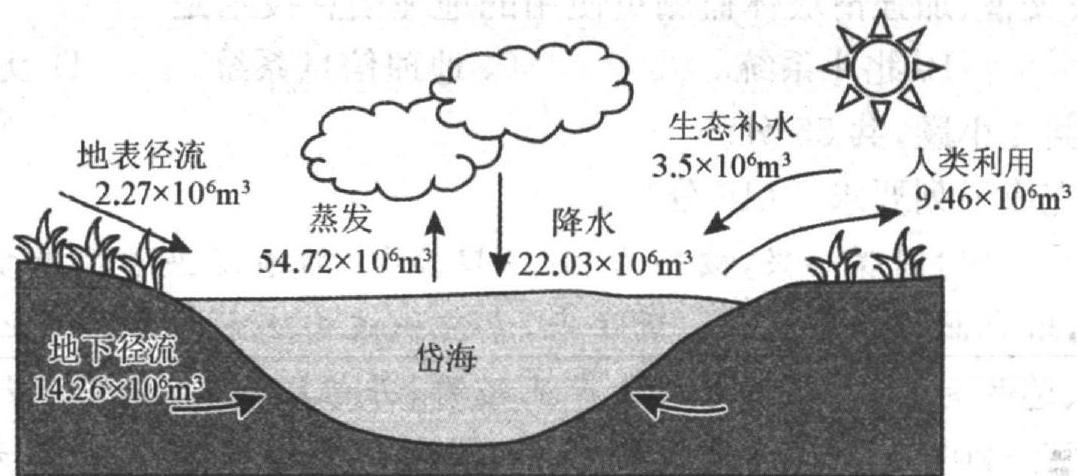 生态补水
3.5×10⁶m³
地表径流
2.27×10⁶m³
人类利用
9.46×10⁶m³
蒸发
54.72×10⁶m³
降水
22.03×10⁶m³
岱海
地下径流
14.26×10⁶m³